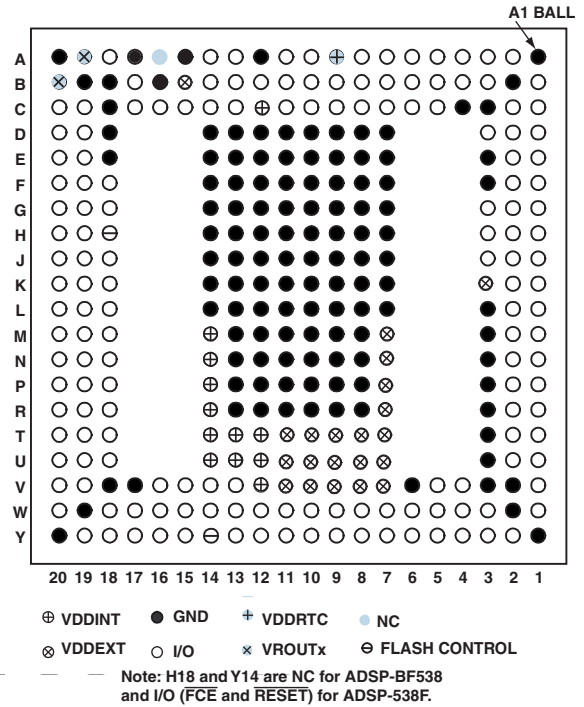 A1 BALL
A
B
C
D
E
F
G
H
J
K
L
M
N
P
R
T
U
V
W
Y
20 19 18 17 16 15 14 13 12 11 10 9 8 7 6 5 4 3 2 1
VDDINT GND VDDRTC NC
VDDEXT I/O VROUTx FLASH CONTROL
Note: H18 and Y14 are NC for ADSP-BF538
and I/O (FCE and RESET) for ADSP-538F.